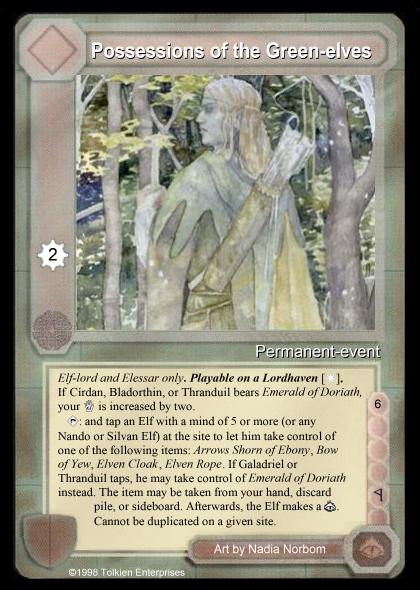 Possessions of the Green-elves
2
Permanent-event
Elf-lord and Elessar only. Playable on a Lordhaven [ ].
If Círdan, Bladorthin, or Thranduil bears Emerald of Doriath,
your is increased by two.
: and tap an Elf with a mind of 5 or more (or any
Nando or Silvan Elf) at the site to let him take control of
one of the following items: Arrows Shorn of Ebony, Bow
of Yew, Elven Cloak, Elven Rope. If Galadriel or
Thranduil taps, he may take control of Emerald of Doriath
instead. The item may be taken from your hand, discard
pile, or sideboard. Afterwards, the Elf makes a .
Cannot be duplicated on a given site.
6
Art by Nadia Norbom
©1998 Tolkien Enterprises